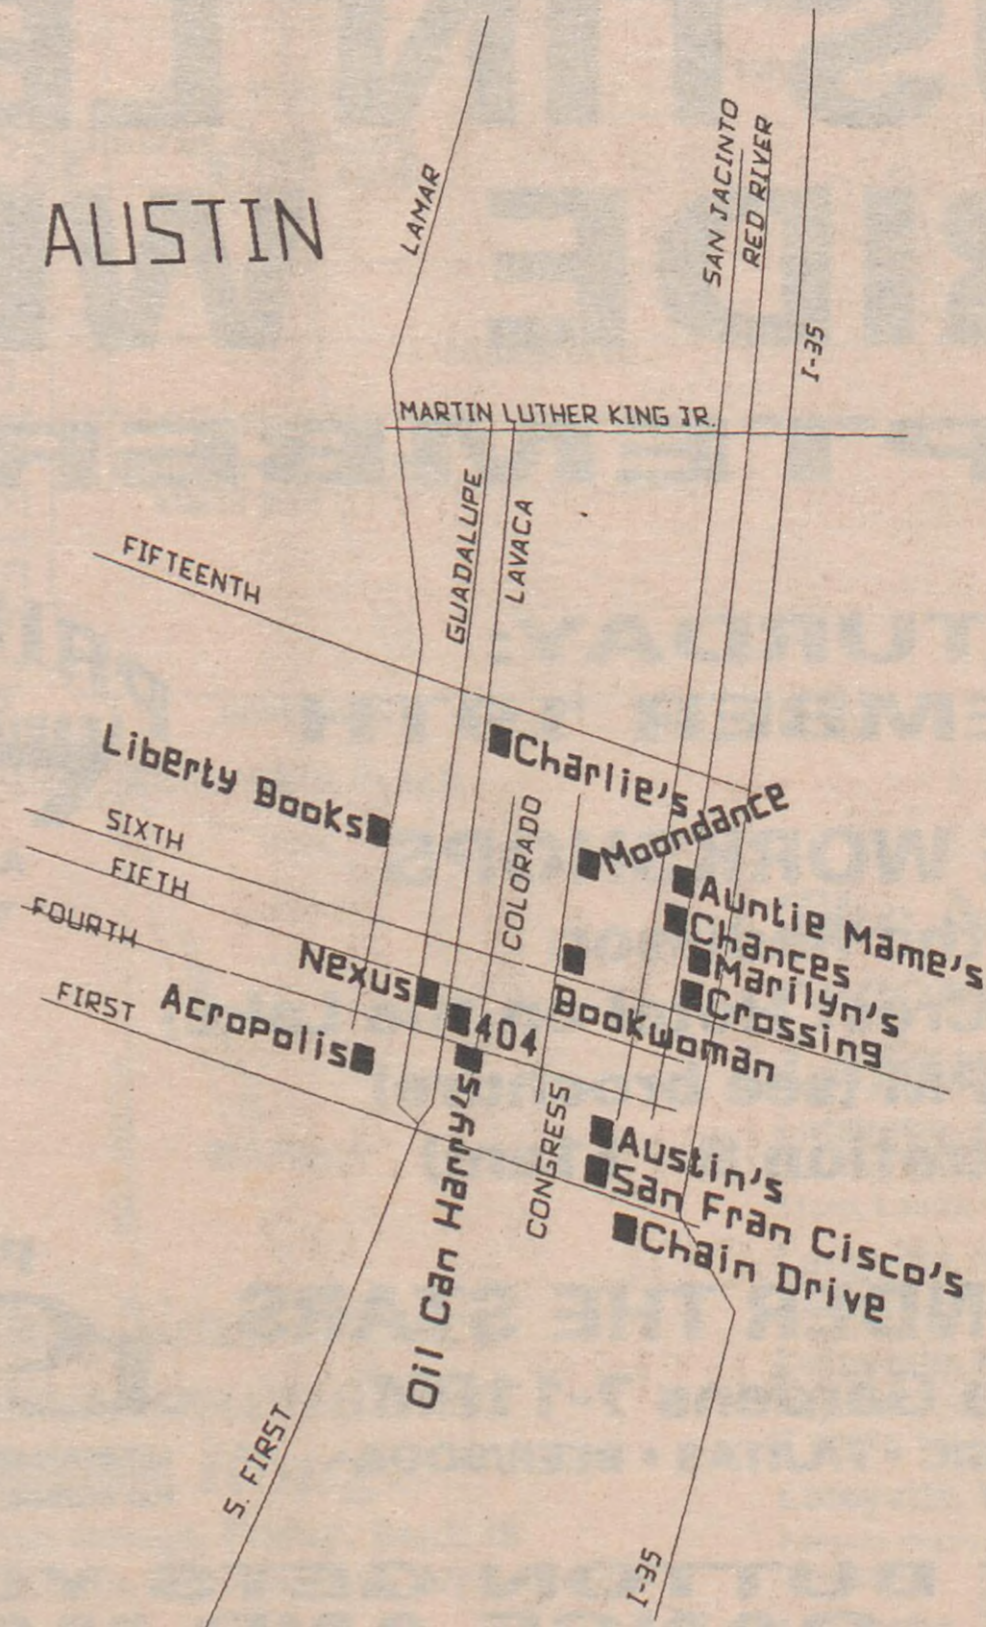 AUSTIN
LAMAR
SAN JACINTO
RED RIVER
I-35
MARTIN LUTHER KING JR.
GUADALUPE
LAVACA
FIFTEENTH
Charlie's
Liberty Books
Moondance
SIXTH
COLORADO
FIFTH
Auntie Mame's
Chances
FOURTH
Marilyn's
Nexus
Crossing
FIRST
Acropolis
404
Bookwoman
Oil Can Harry's
CONGRESS
Austin's
San Fran Cisco's
Chain Drive
S. FIRST
I-35